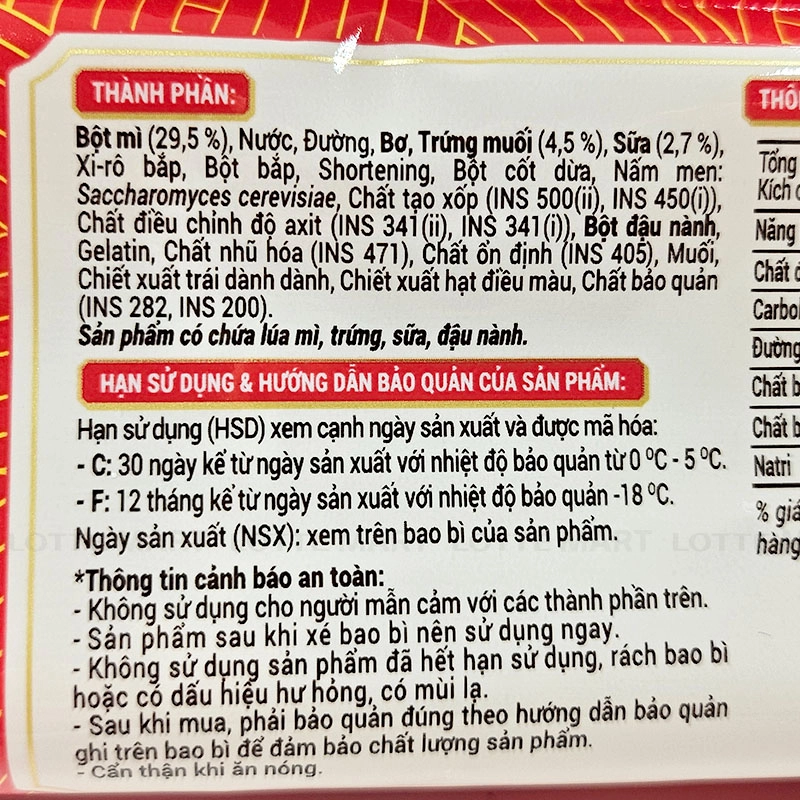 THÀNH PHẦN:
Bột mì (29,5 %), Nước, Đường, Bơ, Trứng muối (4,5 %), Sữa (2,7 %),
Xi-rô bắp, Bột bắp, Shortening, Bột cốt dừa, Nấm men:
Saccharomyces cerevisiae, Chất tạo xốp (INS 500(ii), INS 450(i)),
Chất điều chỉnh độ axit (INS 341(ii), INS 341(i)), Bột đậu nành,
Gelatin, Chất nhũ hóa (INS 471), Chất ổn định (INS 405), Muối,
Chiết xuất trái dành dành, Chiết xuất hạt điều màu, Chất bảo quản
(INS 282, INS 200).
Sản phẩm có chứa lúa mì, trứng, sữa, đậu nành.
HẠN SỬ DỤNG & HƯỚNG DẪN BẢO QUẢN CỦA SẢN PHẨM:
Hạn sử dụng (HSD) xem cạnh ngày sản xuất và được mã hóa:
- C: 30 ngày kể từ ngày sản xuất với nhiệt độ bảo quản từ 0 ºC - 5 ºC.
- F: 12 tháng kể từ ngày sản xuất với nhiệt độ bảo quản -18 ºC.
Ngày sản xuất (NSX): xem trên bao bì của sản phẩm.
LOTTE MART LOTTE MART
*Thông tin cảnh báo an toàn:
- Không sử dụng cho người mẫn cảm với các thành phần trên.
- Sản phẩm sau khi xé bao bì nên sử dụng ngay.
- Không sử dụng sản phẩm đã hết hạn sử dụng, rách bao bì
hoặc có dấu hiệu hư hỏng, có mùi lạ.
- Sau khi mua, phải bảo quản đúng theo hướng dẫn bảo quản
ghi trên bao bì để đảm bảo chất lượng sản phẩm.
- Cẩn thận khi ăn nóng.
Tổng
Kích
Năng
Chất
Đường
Chất
Chất
Natri
%
hàng